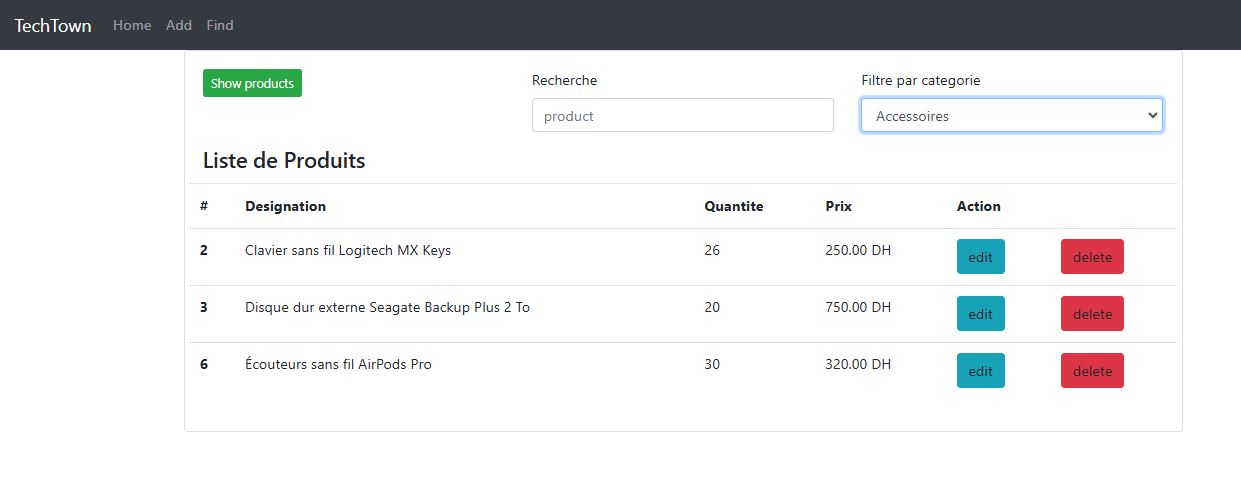 TechTown Home Add Find
Show products
Recherche
product
Filtre par categorie
Accessoires
Liste de Produits
# Designation Quantite Prix Action
2 Clavier sans fil Logitech MX Keys 26 250.00 DH edit delete
3 Disque dur externe Seagate Backup Plus 2 To 20 750.00 DH edit delete
6 Écouteurs sans fil AirPods Pro 30 320.00 DH edit delete